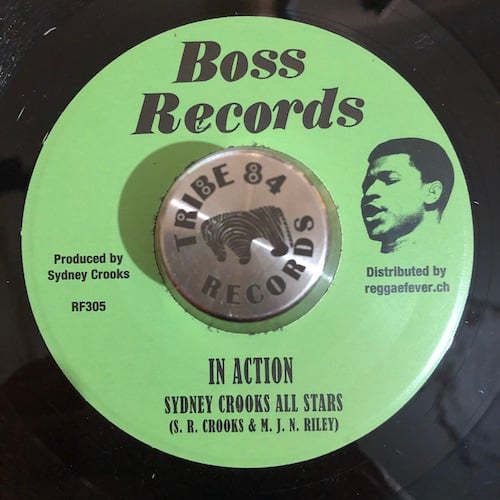 Boss
Records
TRIBE 84
RECORDS
Produced by
Sydney Crooks
RF305
Distributed by
reggaefever.ch
IN ACTION
SYDNEY CROOKS ALL STARS
(S. R. CROOKS & M. J. N. RILEY)